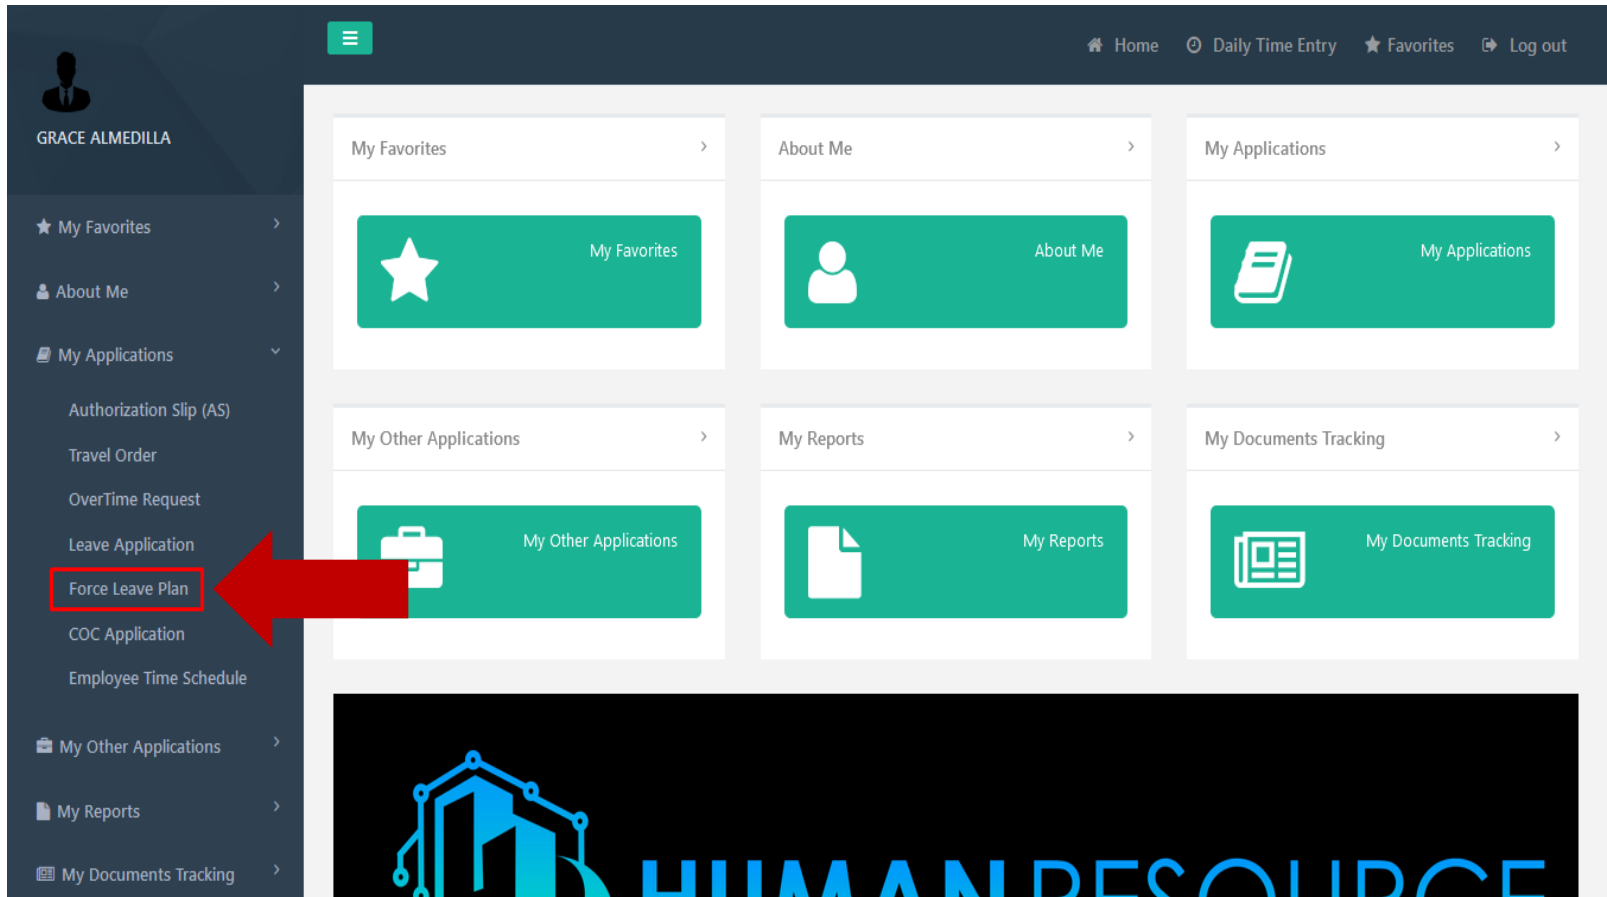 GRACE ALMEDILLA
My Favorites
About Me
My Applications
Authorization Slip (AS)
Travel Order
OverTime Request
Leave Application
Force Leave Plan
COC Application
Employee Time Schedule
My Other Applications
My Reports
My Documents Tracking
Home
Daily Time Entry
Favorites
Log out
My Favorites
My Favorites
About Me
About Me
My Applications
My Applications
My Other Applications
My Other Applications
My Reports
My Reports
My Documents Tracking
My Documents Tracking
HUMAN RESOURCE